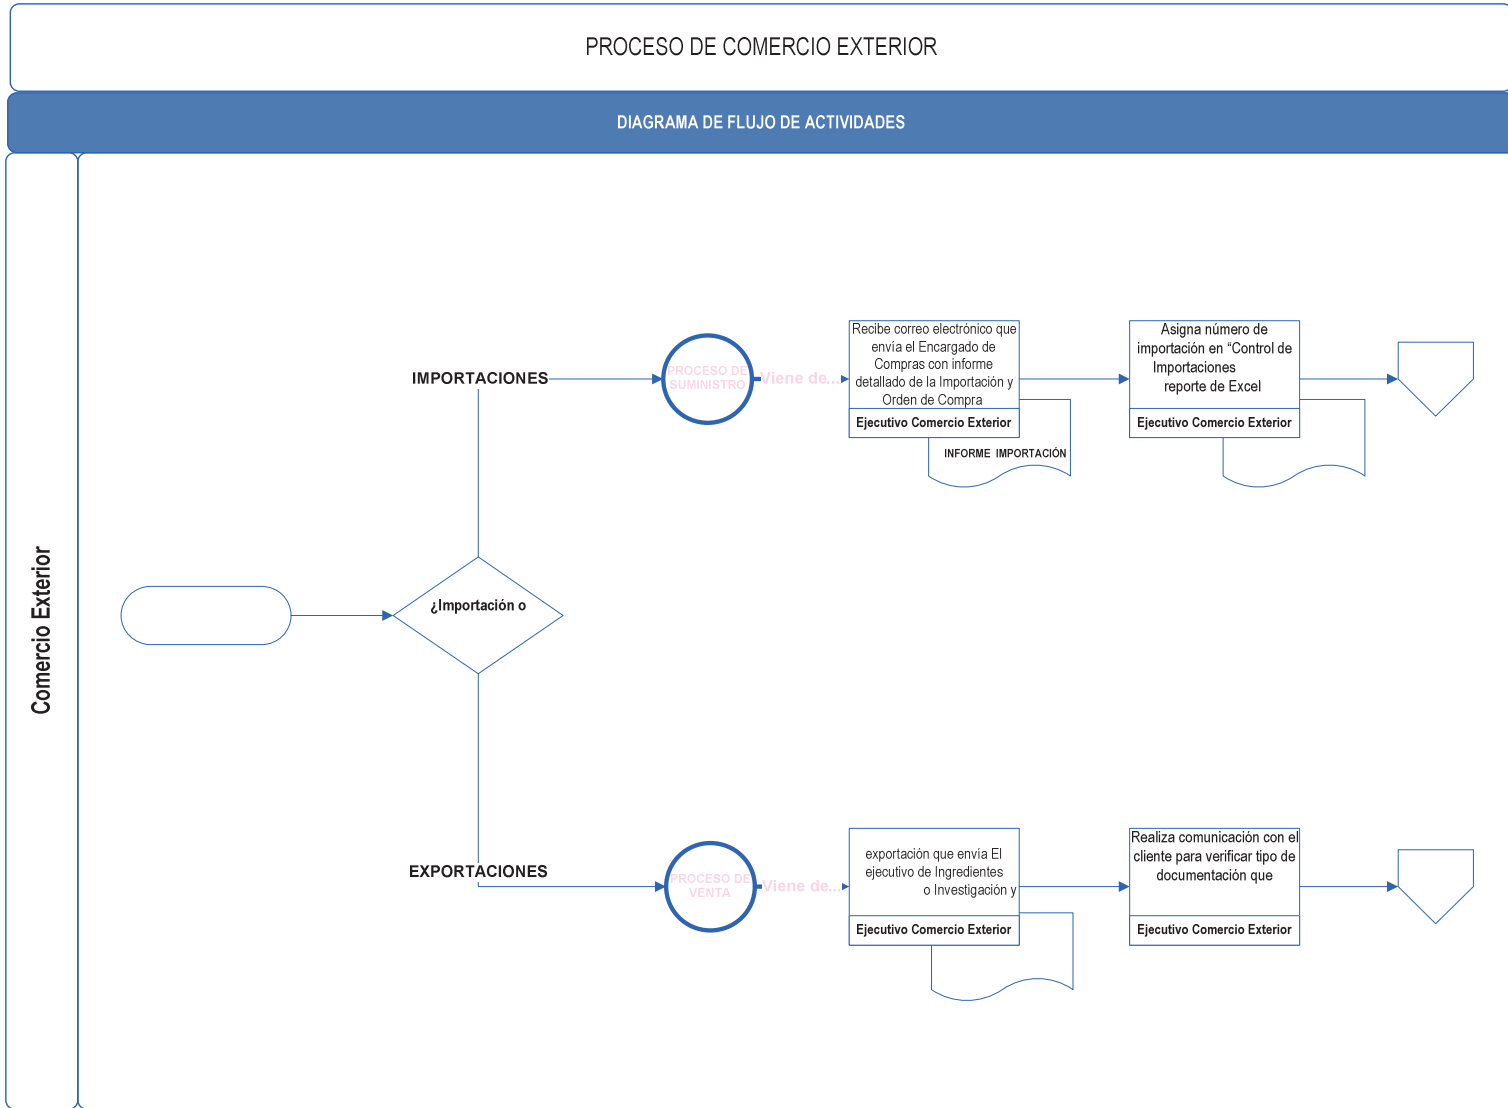 PROCESO DE COMERCIO EXTERIOR
DIAGRAMA DE FLUJO DE ACTIVIDADES
Comercio Exterior
IMPORTACIONES
PROCESO DE
SUMINISTRO
Viene de...
Recibe correo electrónico que
envía el Encargado de
Compras con informe
detallado de la Importación y
Orden de Compra
Ejecutivo Comercio Exterior
INFORME IMPORTACIÓN
Asigna número de
importación en “Control de
Importaciones
reporte de Excel
Ejecutivo Comercio Exterior
¿Importación o
EXPORTACIONES
PROCESO DE
VENTA
Viene de...
exportación que envía El
ejecutivo de Ingredientes
o Investigación y
Ejecutivo Comercio Exterior
Realiza comunicación con el
cliente para verificar tipo de
documentación que
Ejecutivo Comercio Exterior